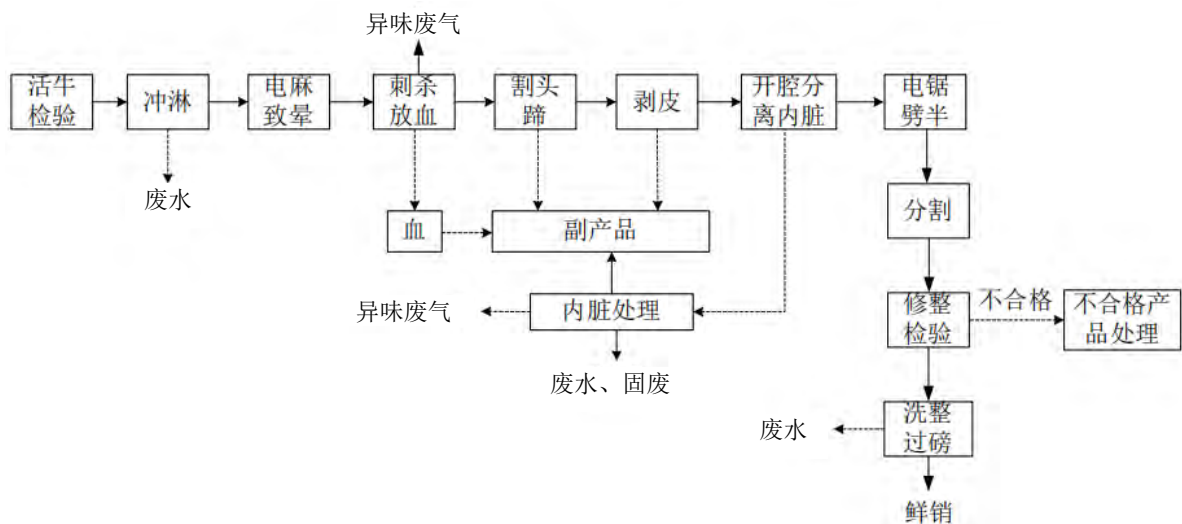 异味废气
活牛
检验
冲淋
电麻
致晕
刺杀
放血
割头
蹄
剥皮
开腔分
离内脏
电锯
劈半
废水
分割
血
副产品
异味废气
内脏处理
修整
检验
不合格
不合格产
品处理
废水、固废
废水
洗整
过磅
鲜销